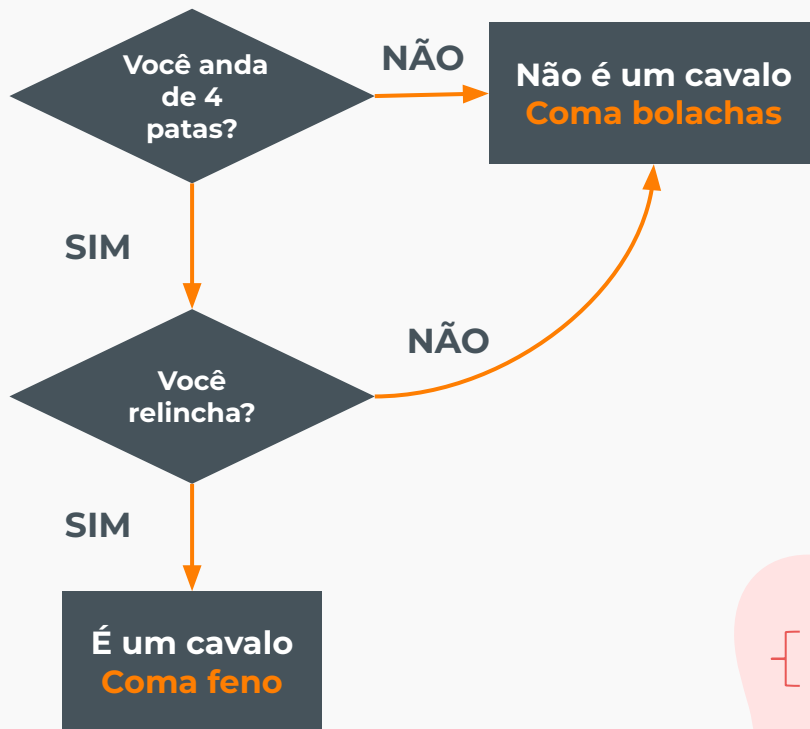 Você anda
de 4
patas?
NÃO
Não é um cavalo
Coma bolachas
SIM
Você
relincha?
NÃO
SIM
É um cavalo
Coma feno